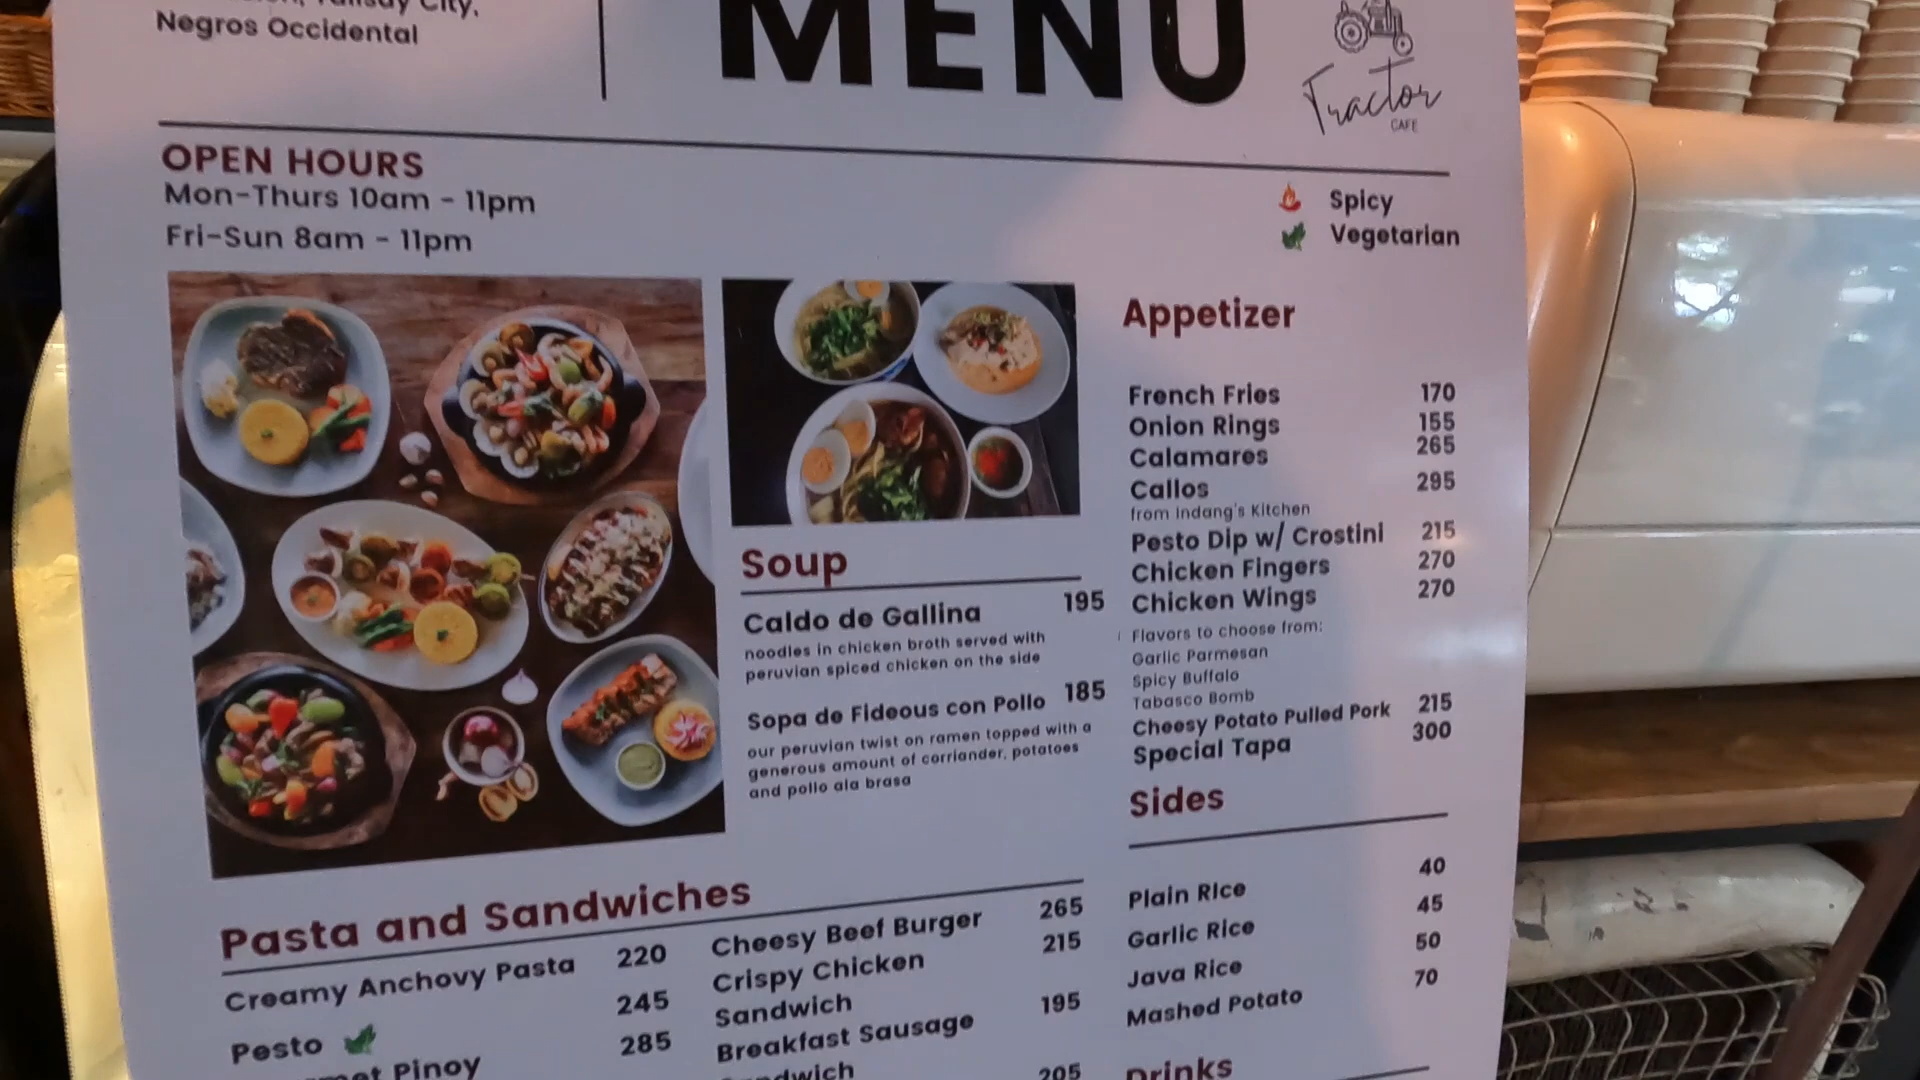 Negros Occidental
MENU
Tractor
CAFE
OPEN HOURS
Mon-Thurs 10am - 11pm
Fri-Sun 8am - 11pm
Spicy
Vegetarian
Soup
Caldo de Gallina 195
noodles in chicken broth served with
peruvian spiced chicken on the side
Sopa de Fideous con Pollo 185
our peruvian twist on ramen topped with a
generous amount of corriander, potatoes
and pollo ala brasa
Appetizer
French Fries 170
Onion Rings 155
Calamares 265
Callos 295
from Indang's Kitchen
Pesto Dip w/ Crostini 215
Chicken Fingers 270
Chicken Wings 270
Flavors to choose from:
Garlic Parmesan
Spicy Buffalo
Tabasco Bomb
Cheesy Potato Pulled Pork 215
Special Tapa 300
Sides
Plain RIce 40
Garlic Rice 45
Java Rice 50
Mashed Potato 70
Drinks
Pasta and Sandwiches
Creamy Anchovy Pasta 220
Pesto 245
Pinoy 285
Cheesy Beef Burger 265
Crispy Chicken 215
Sandwich
Breakfast Sausage 195
Sandwich 205